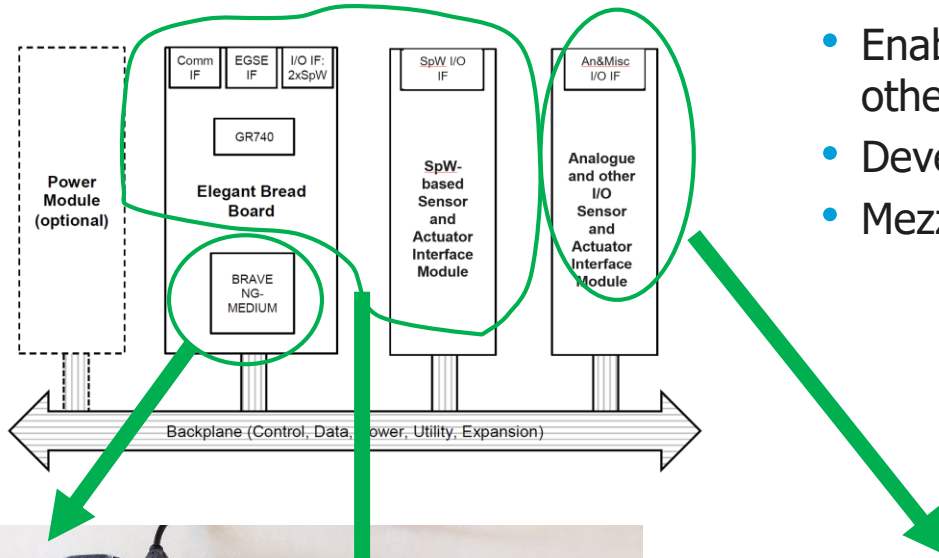 Comm
IF
EGSE
IF
I/O IF:
2xSpW
SpW I/O
IF
An&Misc
I/O IF
GR740
Power
Module
(optional)
Elegant Bread
Board
BRAVE
NG-
MEDIUM
SpW-
based
Sensor
and
Actuator
Interface
Module
Analogue
and other
I/O
Sensor
and
Actuator
Interface
Module
Backplane (Control, Data, Power, Utility, Expansion)
• Enab
othe
• Deve
• Mezz